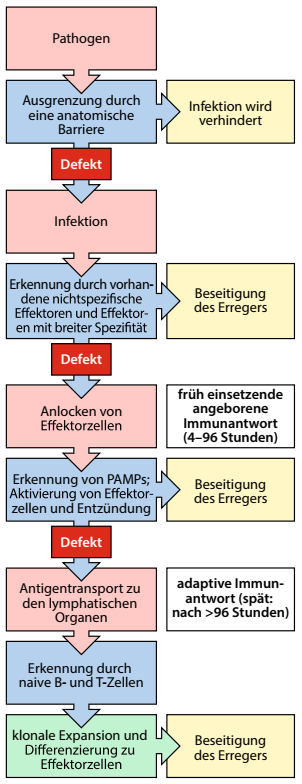 Pathogen
Ausgrenzung durch
eine anatomische
Barriere
Infektion wird
verhindert
Defekt
Infektion
Erkennung durch vorhan-
dene nichtspezifische
Effektoren und Effektor-
en mit breiter Spezifität
Beseitigung
des Erregers
Defekt
Anlocken von
Effektorzellen
früh einsetzende
angeborene
Immunantwort
(4–96 Stunden)
Erkennung von PAMPs;
Aktivierung von Effektor-
zellen und Entzündung
Beseitigung
des Erregers
Defekt
Antigentransport zu
den lymphatischen
Organen
adaptive Immun-
antwort (spät:
nach >96 Stunden)
Erkennung durch
naive B- und T-Zellen
klonale Expansion und
Differenzierung zu
Effektorzellen
Beseitigung
des Erregers